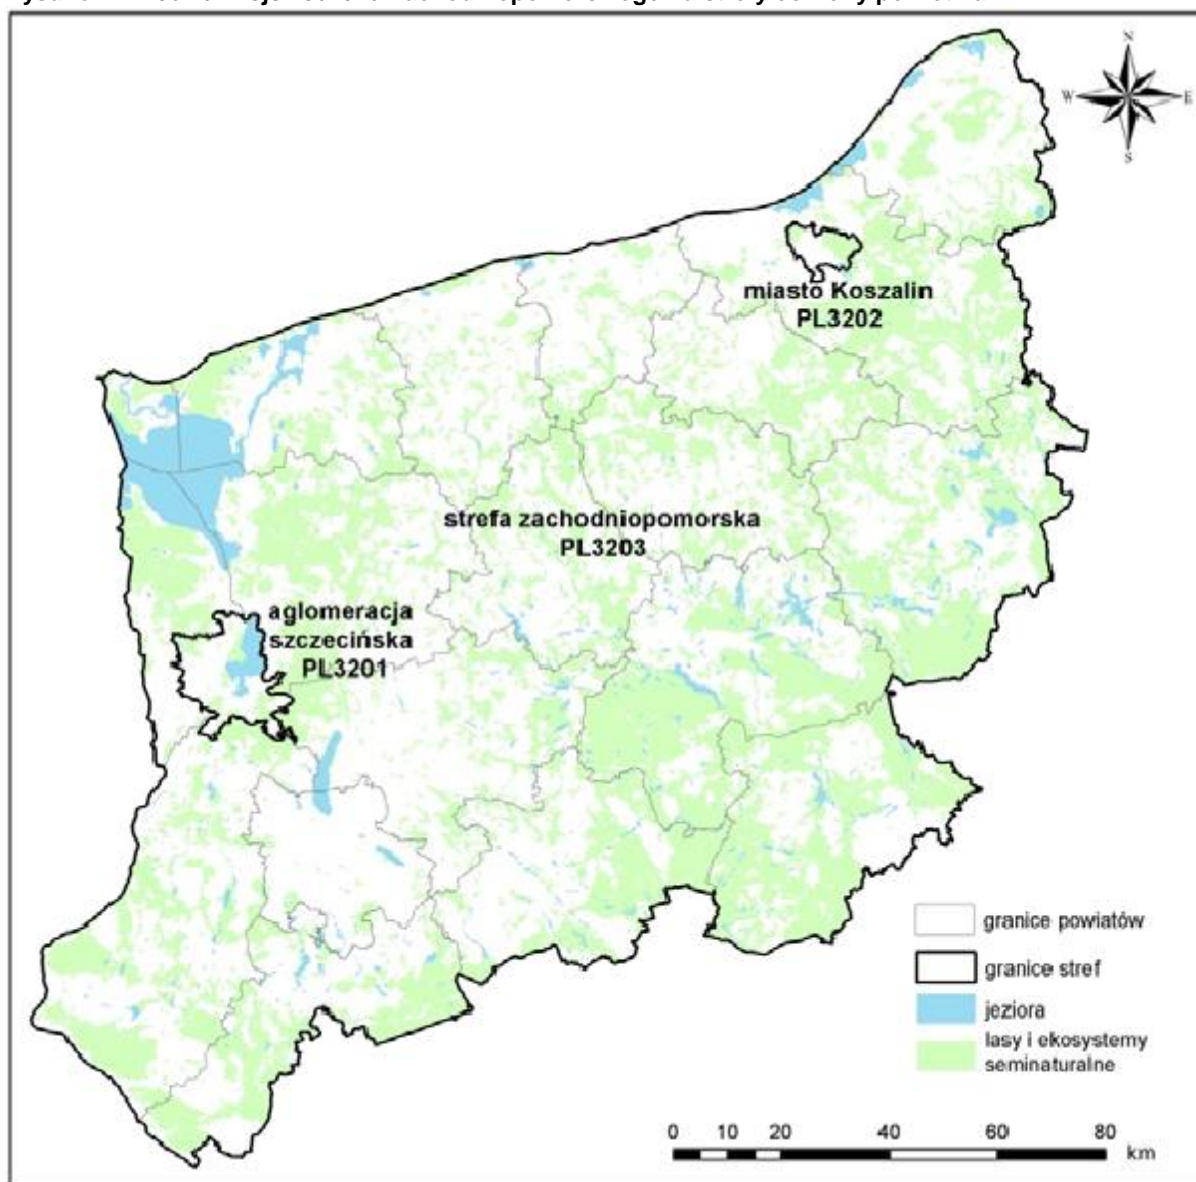 N
W E
S
miasto Koszalin
PL3202
strefa zachodniopomorska
PL3203
aglomeracja
szczecińska
PL3201
granice powiatów
granice stref
jeziora
lasy i ekosystemy
seminaturalne
0 10 20 40 60 80
km